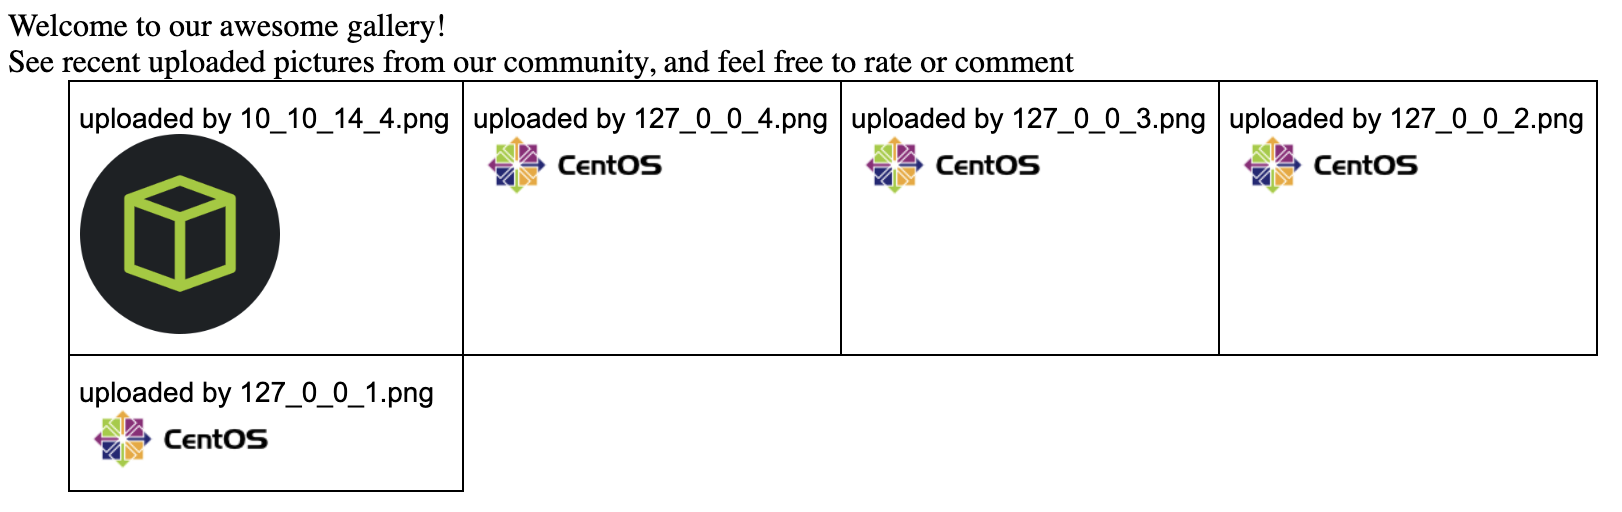 Welcome to our awesome gallery!
See recent uploaded pictures from our community, and feel free to rate or comment
uploaded by 10_10_14_4.png
uploaded by 127_0_0_4.png
CentOS
uploaded by 127_0_0_3.png
CentOS
uploaded by 127_0_0_2.png
CentOS
uploaded by 127_0_0_1.png
CentOS